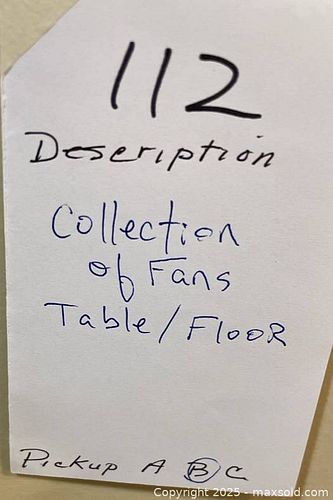 112
Description
Collection
of Fans
Table/Floor
Pickup A B C
Copyright 2025 - maxsold.com